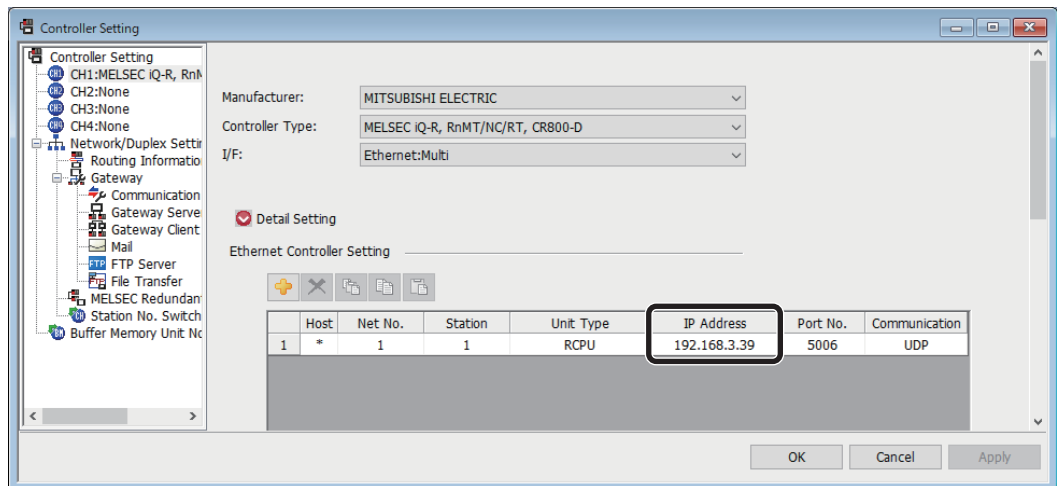 Controller Setting
Controller Setting
CH1:MELSEC iQ-R, RnM
CH2:None
CH3:None
CH4:None
Network/Duplex Settin
Routing Informatio
Gateway
Communication
Gateway Server
Gateway Client
Mail
FTP Server
File Transfer
MELSEC Redundan
Station No. Switch
Buffer Memory Unit No
Manufacturer: MITSUBISHI ELECTRIC
Controller Type: MELSEC iQ-R, RnMT/NC/RT, CR800-D
I/F: Ethernet:Multi
Detail Setting
Ethernet Controller Setting
Host Net No. Station Unit Type IP Address Port No. Communication
1 * 1 1 RCPU 192.168.3.39 5006 UDP
OK Cancel Apply